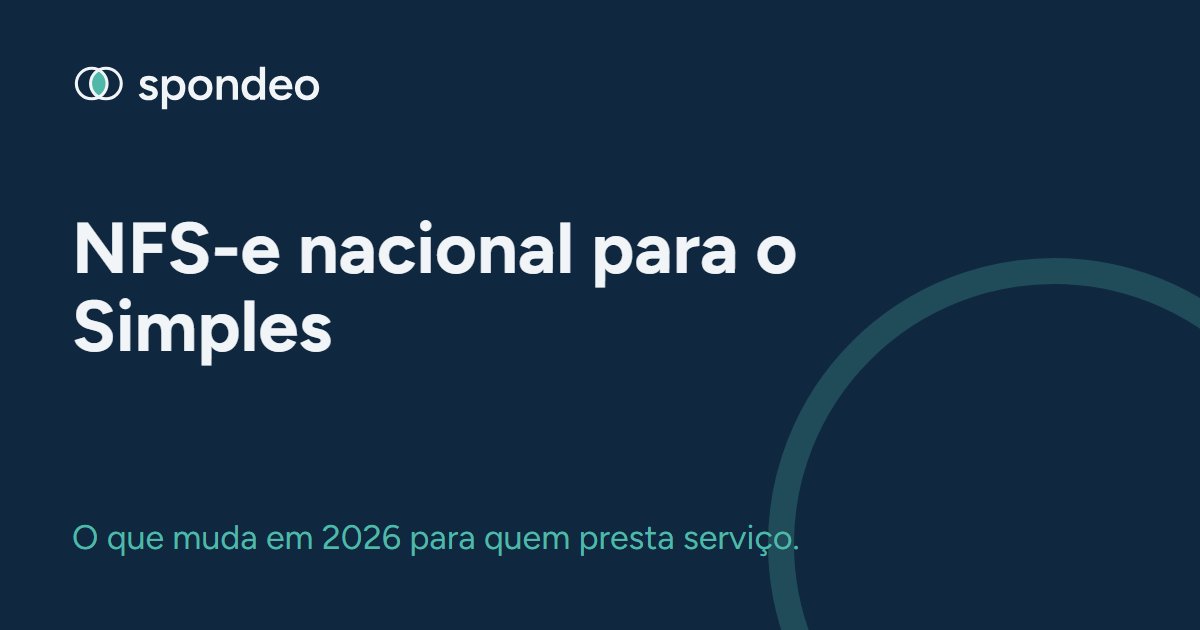 spondeo
NFS-e nacional para o
Simples
O que muda em 2026 para quem presta serviço.